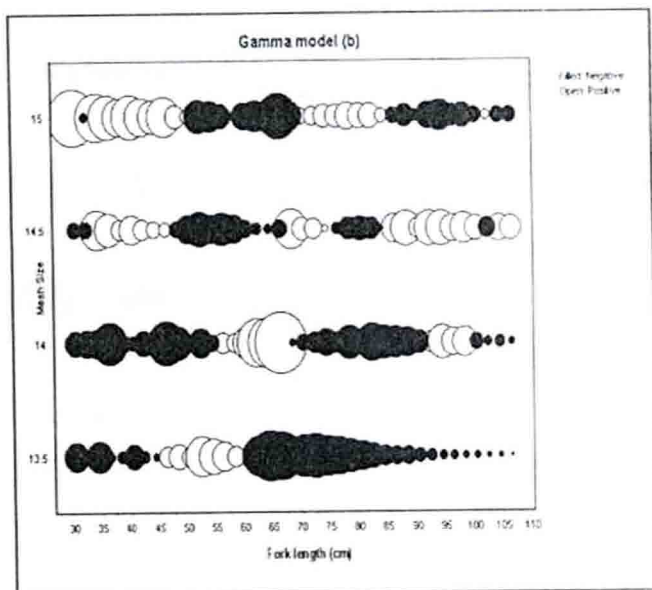 Gamma model (b)
Filled Negative
Open Positive
15
14.5
14
13.5
Mesh Size
30 35 40 45 50 55 60 65 70 75 80 85 90 95 100 105 110
Fork length (cm)